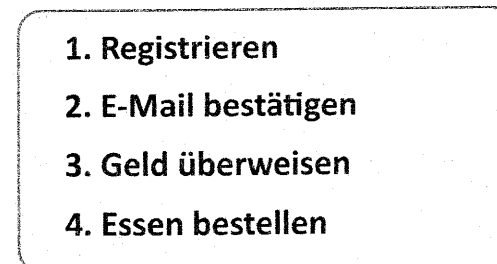 1. Registrieren
2. E-Mail bestätigen
3. Geld überweisen
4. Essen bestellen